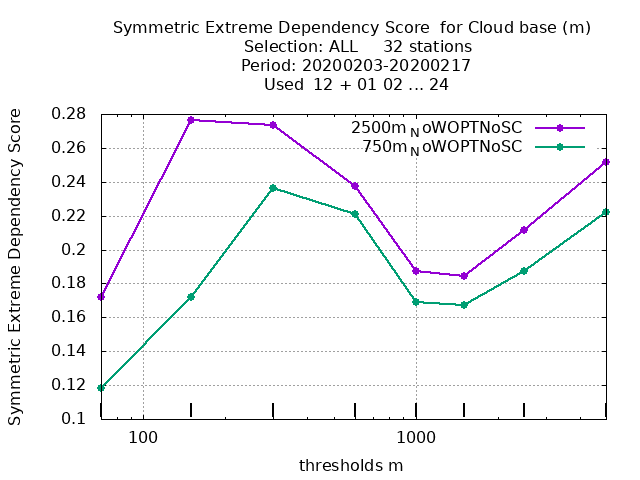 Symmetric Extreme Dependency Score  for Cloud base (m)
Selection: ALL     32 stations
Period: 20200203-20200217
Used  12 + 01 02 ... 24
2500m_NoWOPTNoSC
750m_NoWOPTNoSC
Symmetric Extreme Dependency Score
0.28
0.26
0.24
0.22
0.2
0.18
0.16
0.14
0.12
0.1
100 1000
thresholds m